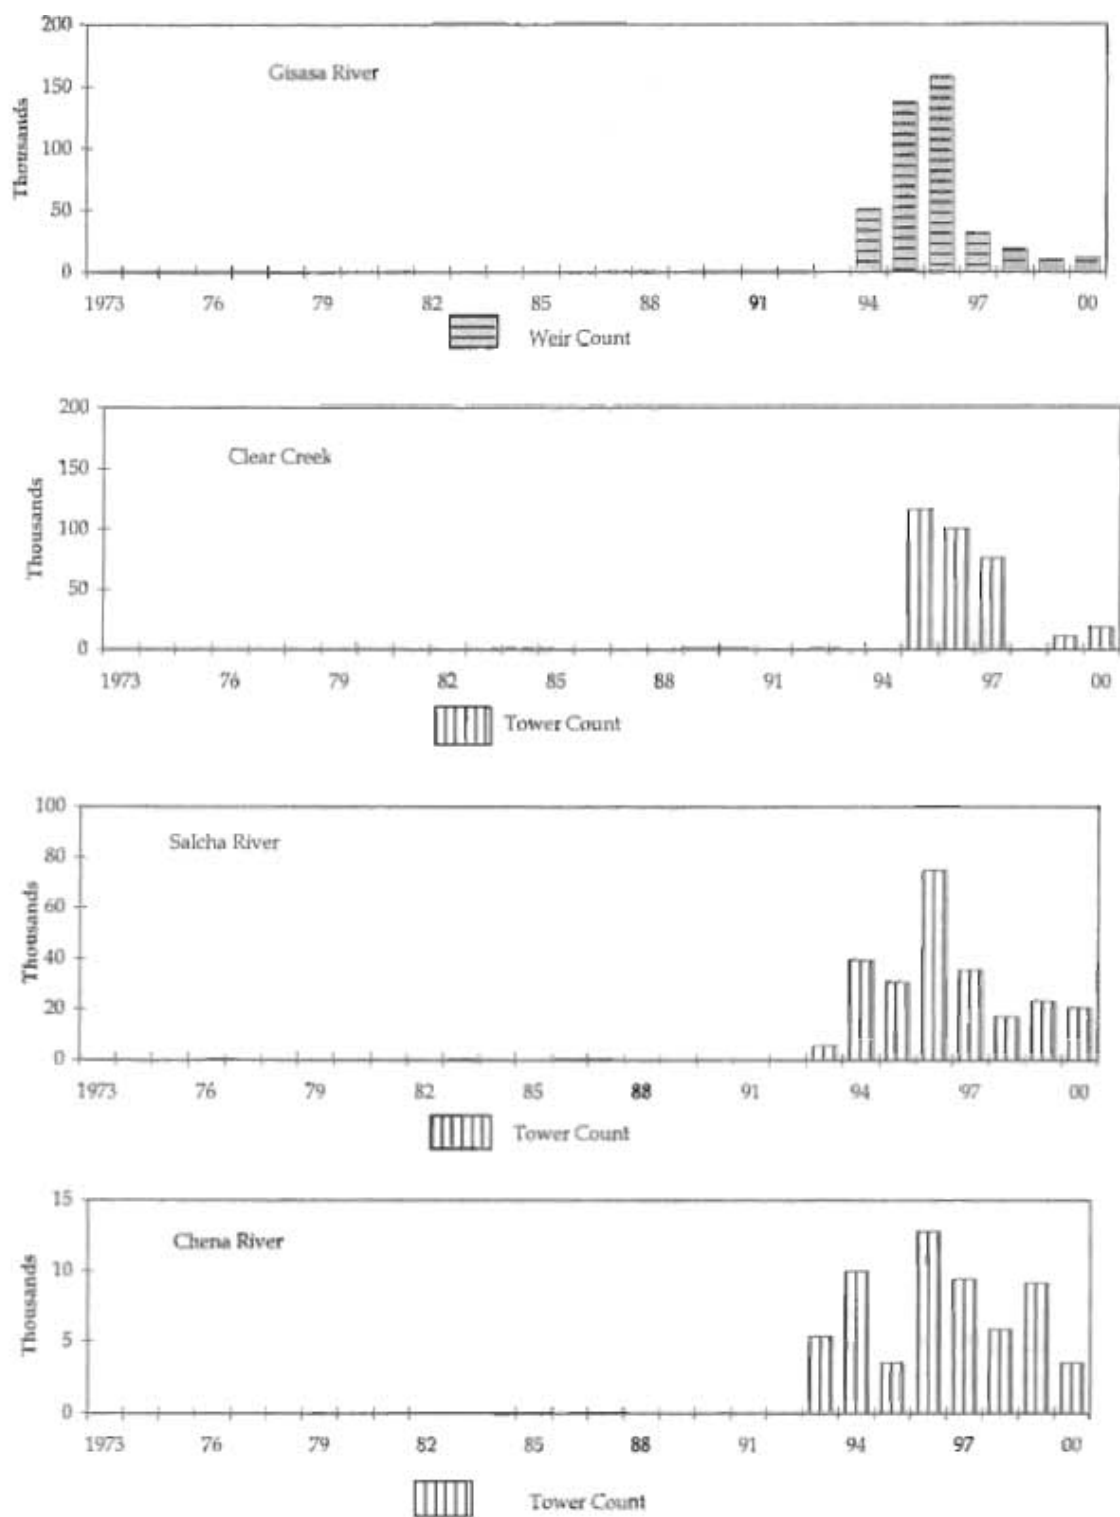 200
Gisasa River
150
Thousands
100
50
0
1973 76 79 82 85 88 91 94 97 00
Weir Count
200
Clear Creek
150
Thousands
100
50
0
1973 76 79 82 85 88 91 94 97 00
Tower Count
100
Salcha River
80
Thousands
60
40
20
0
1973 76 79 82 85 88 91 94 97 00
Tower Count
15
Chena River
Thousands
10
5
0
1973 76 79 82 85 88 91 94 97 00
Tower Count